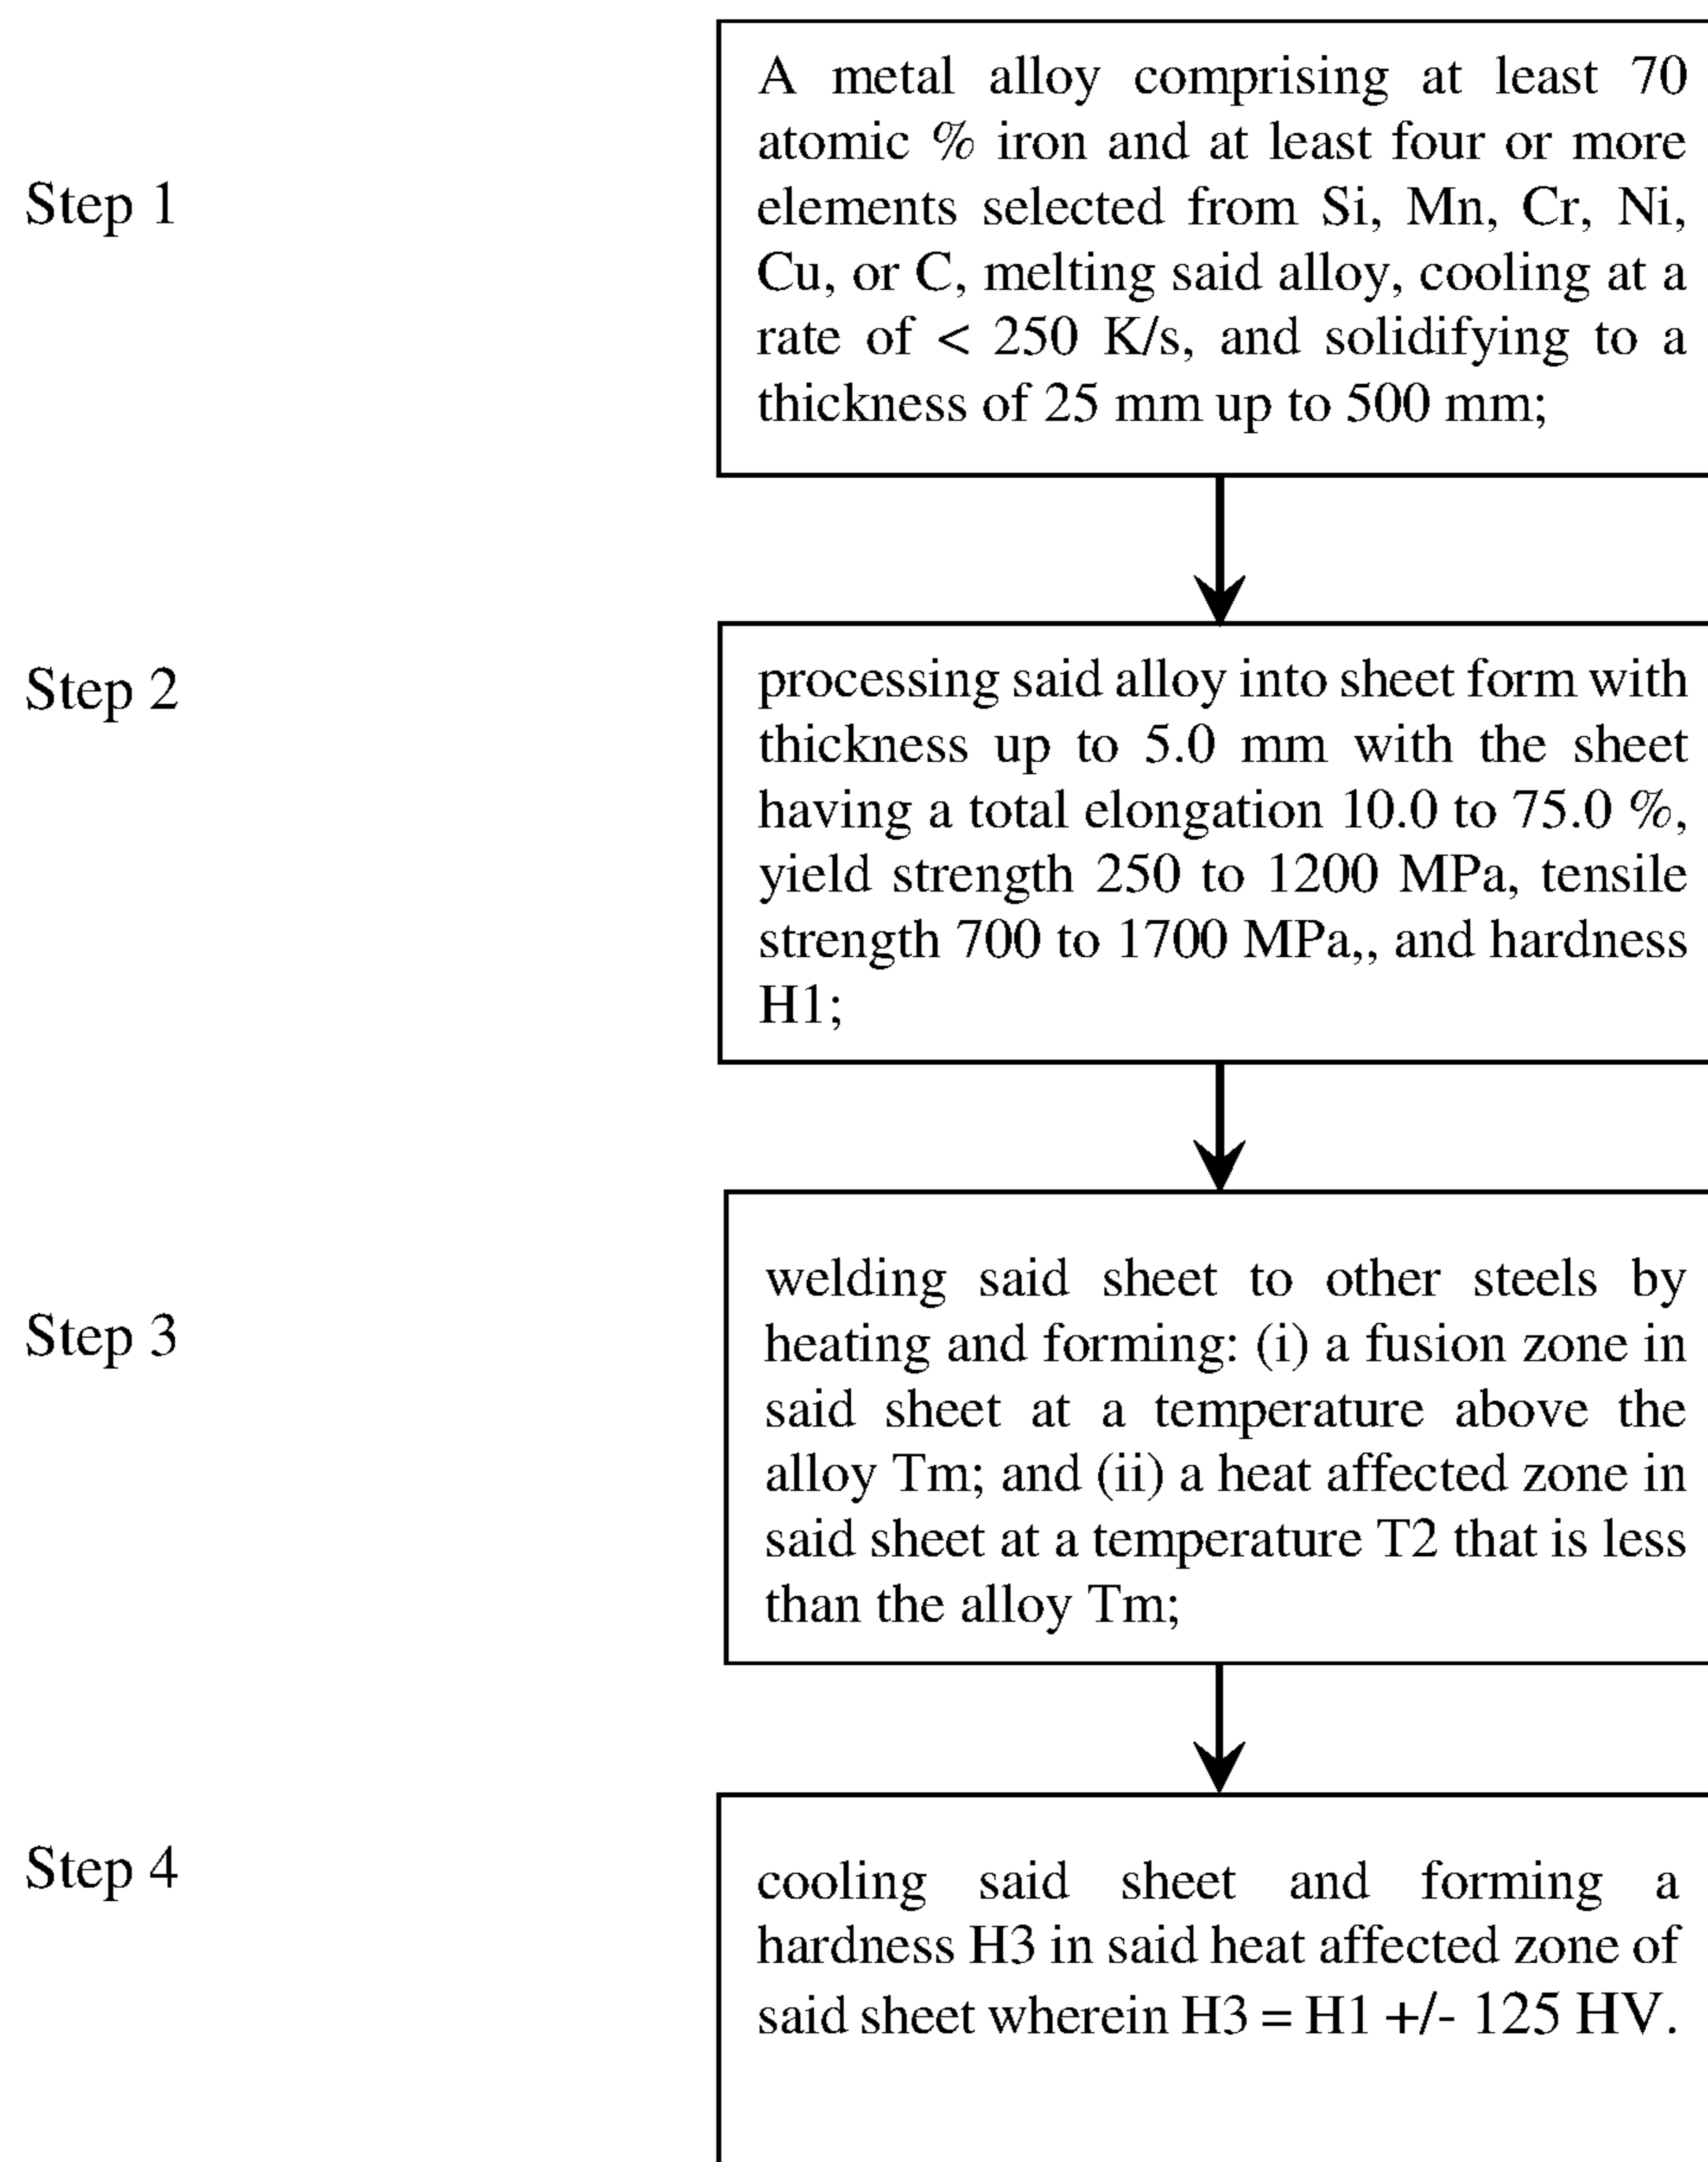 Step 1
A metal alloy comprising at least 70
atomic % iron and at least four or more
elements selected from Si, Mn, Cr, Ni,
Cu, or C, melting said alloy, cooling at a
rate of < 250 K/s, and solidifying to a
thickness of 25 mm up to 500 mm;
Step 2
processing said alloy into sheet form with
thickness up to 5.0 mm with the sheet
having a total elongation 10.0 to 75.0 %,
yield strength 250 to 1200 MPa, tensile
strength 700 to 1700 MPa,, and hardness
H1;
Step 3
welding said sheet to other steels by
heating and forming: (i) a fusion zone in
said sheet at a temperature above the
alloy Tm; and (ii) a heat affected zone in
said sheet at a temperature T2 that is less
than the alloy Tm;
Step 4
cooling said sheet and forming a
hardness H3 in said heat affected zone of
said sheet wherein H3 = H1 +/- 125 HV.